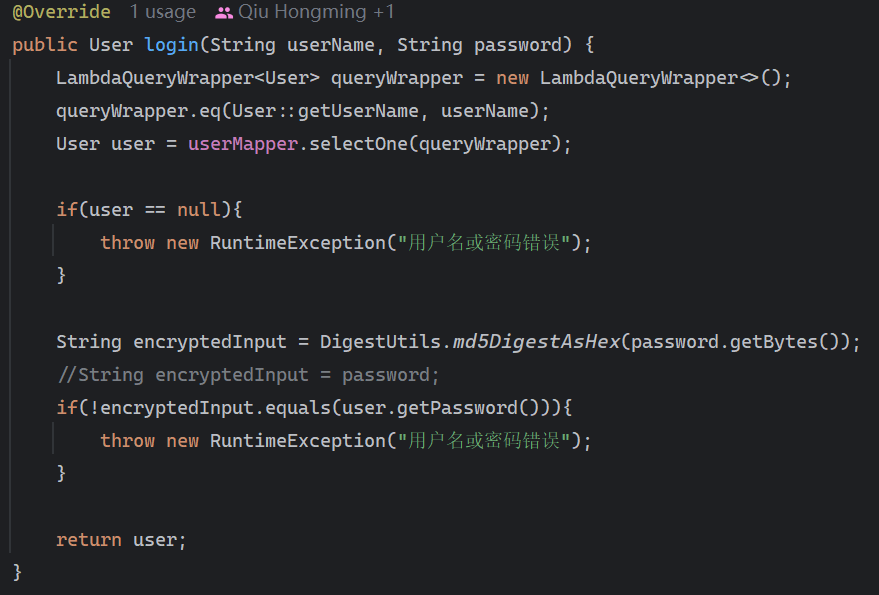 @Override 1 usage Qiu Hongming +1
public User login(String userName, String password) {
    LambdaQueryWrapper<User> queryWrapper = new LambdaQueryWrapper<>();
    queryWrapper.eq(User::getUserName, userName);
    User user = userMapper.selectOne(queryWrapper);

    if(user == null){
        throw new RuntimeException("用户名或密码错误");
    }

    String encryptedInput = DigestUtils.md5DigestAsHex(password.getBytes());
    //String encryptedInput = password;
    if(!encryptedInput.equals(user.getPassword())){
        throw new RuntimeException("用户名或密码错误");
    }

    return user;
}